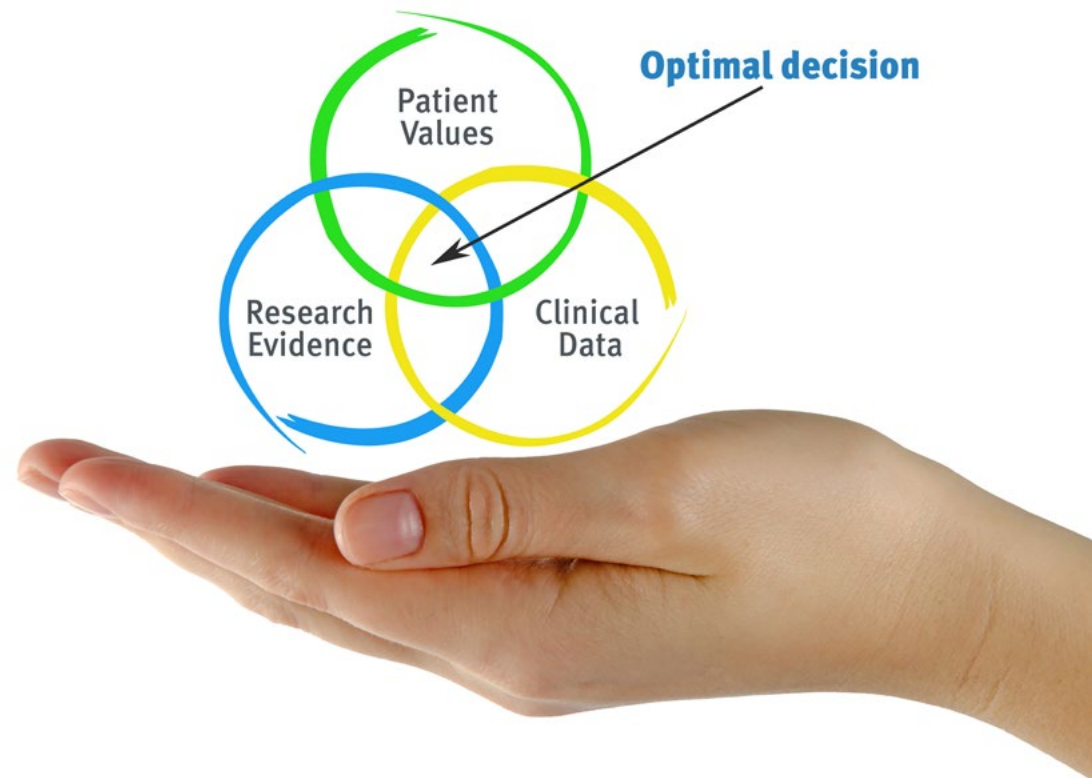 Optimal decision
Patient
Values
Research
Evidence
Clinical
Data